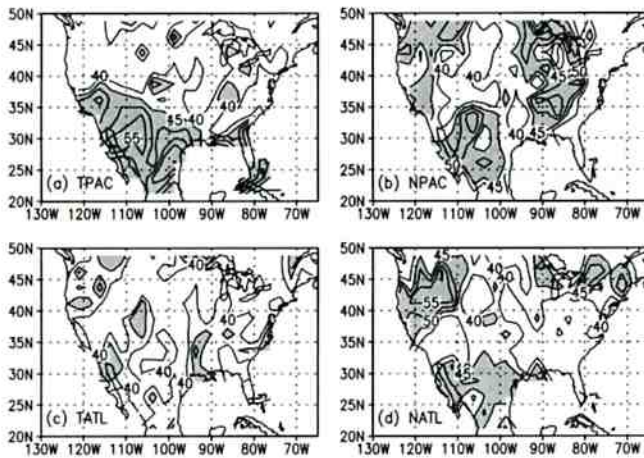 50N 50N
40
45N 45N
40N 40 50
40 45
35N 35N
45 40 40
30N 55 30N 45
25N 25N 50
(a) TPAC (b) NPAC
20N 20N 45
130W 120W 110W 100W 90W 80W 70W 130W 120W 110W 100W 90W 80W 70W
50N 50N 45
40 40
45N 45N 40
45
40N 40N 55
40 50 40 40
35N 35N
40 40
30N 40 30N 45
40 40
25N 25N
(c) TATL (d) NATL
20N 20N
130W 120W 110W 100W 90W 80W 70W 130W 120W 110W 100W 90W 80W 70W